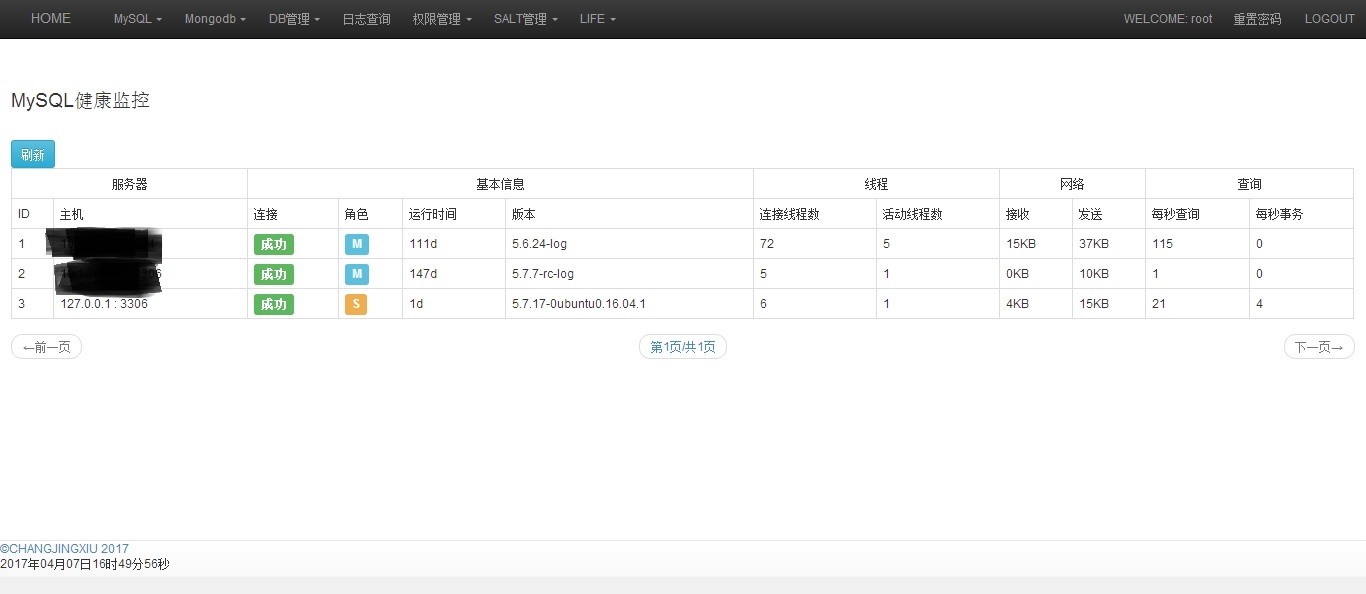 HOME MySQL Mongodb DB管理 日志查询 权限管理 SALT管理 LIFE WELCOME: root 重置密码 LOGOUT
MySQL健康监控
刷新
服务器 基本信息 线程 网络 查询
ID 主机 连接 角色 运行时间 版本 连接线程数 活动线程数 接收 发送 每秒查询 每秒事务
1 成功 M 111d 5.6.24-log 72 5 15KB 37KB 115 0
2 成功 M 147d 5.7.7-rc-log 5 1 0KB 10KB 1 0
3 127.0.0.1 : 3306 成功 S 1d 5.7.17-0ubuntu0.16.04.1 6 1 4KB 15KB 21 4
←前一页 第1页/共1页 下一页→
©CHANGJINGXIU 2017
2017年04月07日16时49分56秒